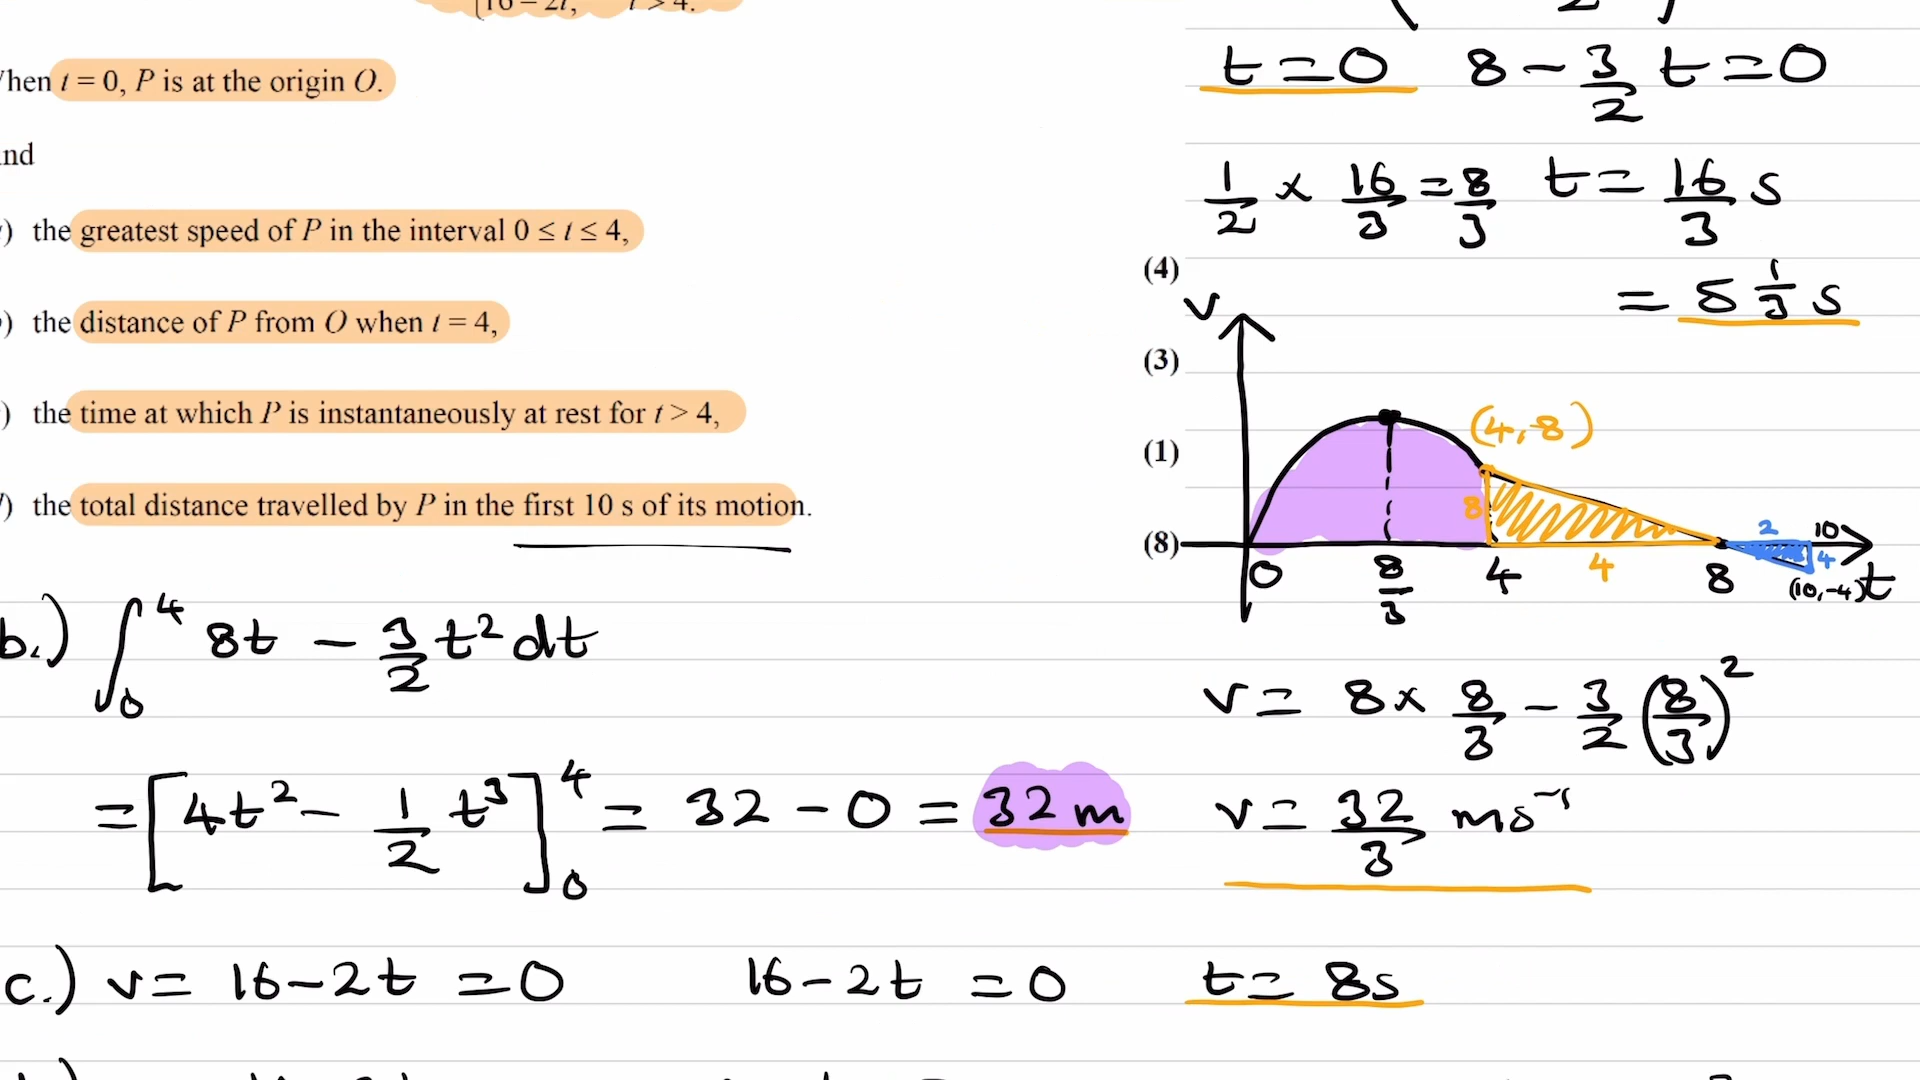 16 − 2t, t > 4.
hen t = 0, P is at the origin O.
nd
) the greatest speed of P in the interval 0 ≤ t ≤ 4,
(4)
) the distance of P from O when t = 4,
(3)
) the time at which P is instantaneously at rest for t > 4,
(1)
) the total distance travelled by P in the first 10 s of its motion.
(8)
t = 0 8 − 3/2 t = 0
1/2 × 16/3 = 8/3 t = 16/3 s
= 5 1/3 s
v
(4, 8)
8
2 10
4
0 8/3 4 4 8 (10, -4) t
b.) ∫₀⁴ 8t − 3/2 t² dt
= [4t² − 1/2 t³]₀⁴ = 32 − 0 = 32 m
v = 8 × 8/3 − 3/2 (8/3)²
v = 32/3 ms⁻¹
c.) v = 16 − 2t = 0 16 − 2t = 0 t = 8s